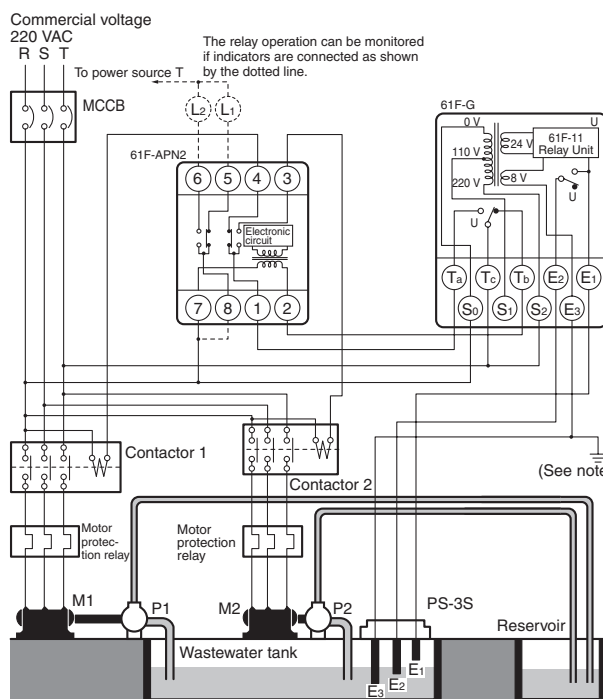 Commercial voltage
220 VAC
R S T
The relay operation can be monitored
if indicators are connected as shown
by the dotted line.
To power source T
MCCB
L2 L1
61F-APN2
6 5 4 3
Electronic
circuit
7 8 1 2
61F-G
0 V
U
110 V
24 V
61F-11
Relay Unit
220 V
8 V
U
U
Ta Tc Tb E2 E1
S0 S1 S2 E3
Contactor 1
Contactor 2
(See note
Motor
protec-
tion relay
Motor
protection
relay
M1
P1
M2
P2
PS-3S
Reservoir
Wastewater tank
E1
E2
E3